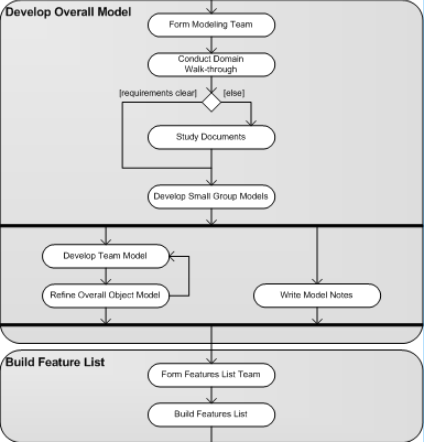 Develop Overall Model
Form Modeling Team
Conduct Domain
Walk-through
[requirements clear]
[else]
Study Documents
Develop Small Group Models
Develop Team Model
Refine Overall Object Model
Write Model Notes
Build Feature List
Form Features List Team
Build Features List